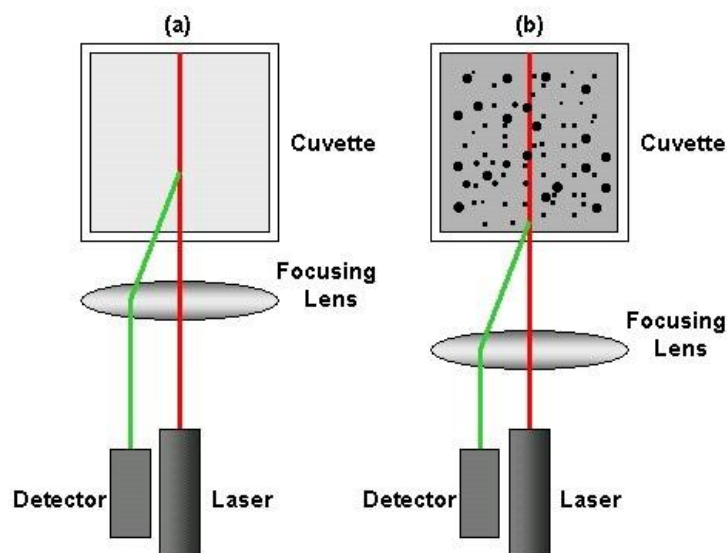 (a)
(b)
Cuvette
Cuvette
Focusing
Lens
Focusing
Lens
Detector
Laser
Detector
Laser